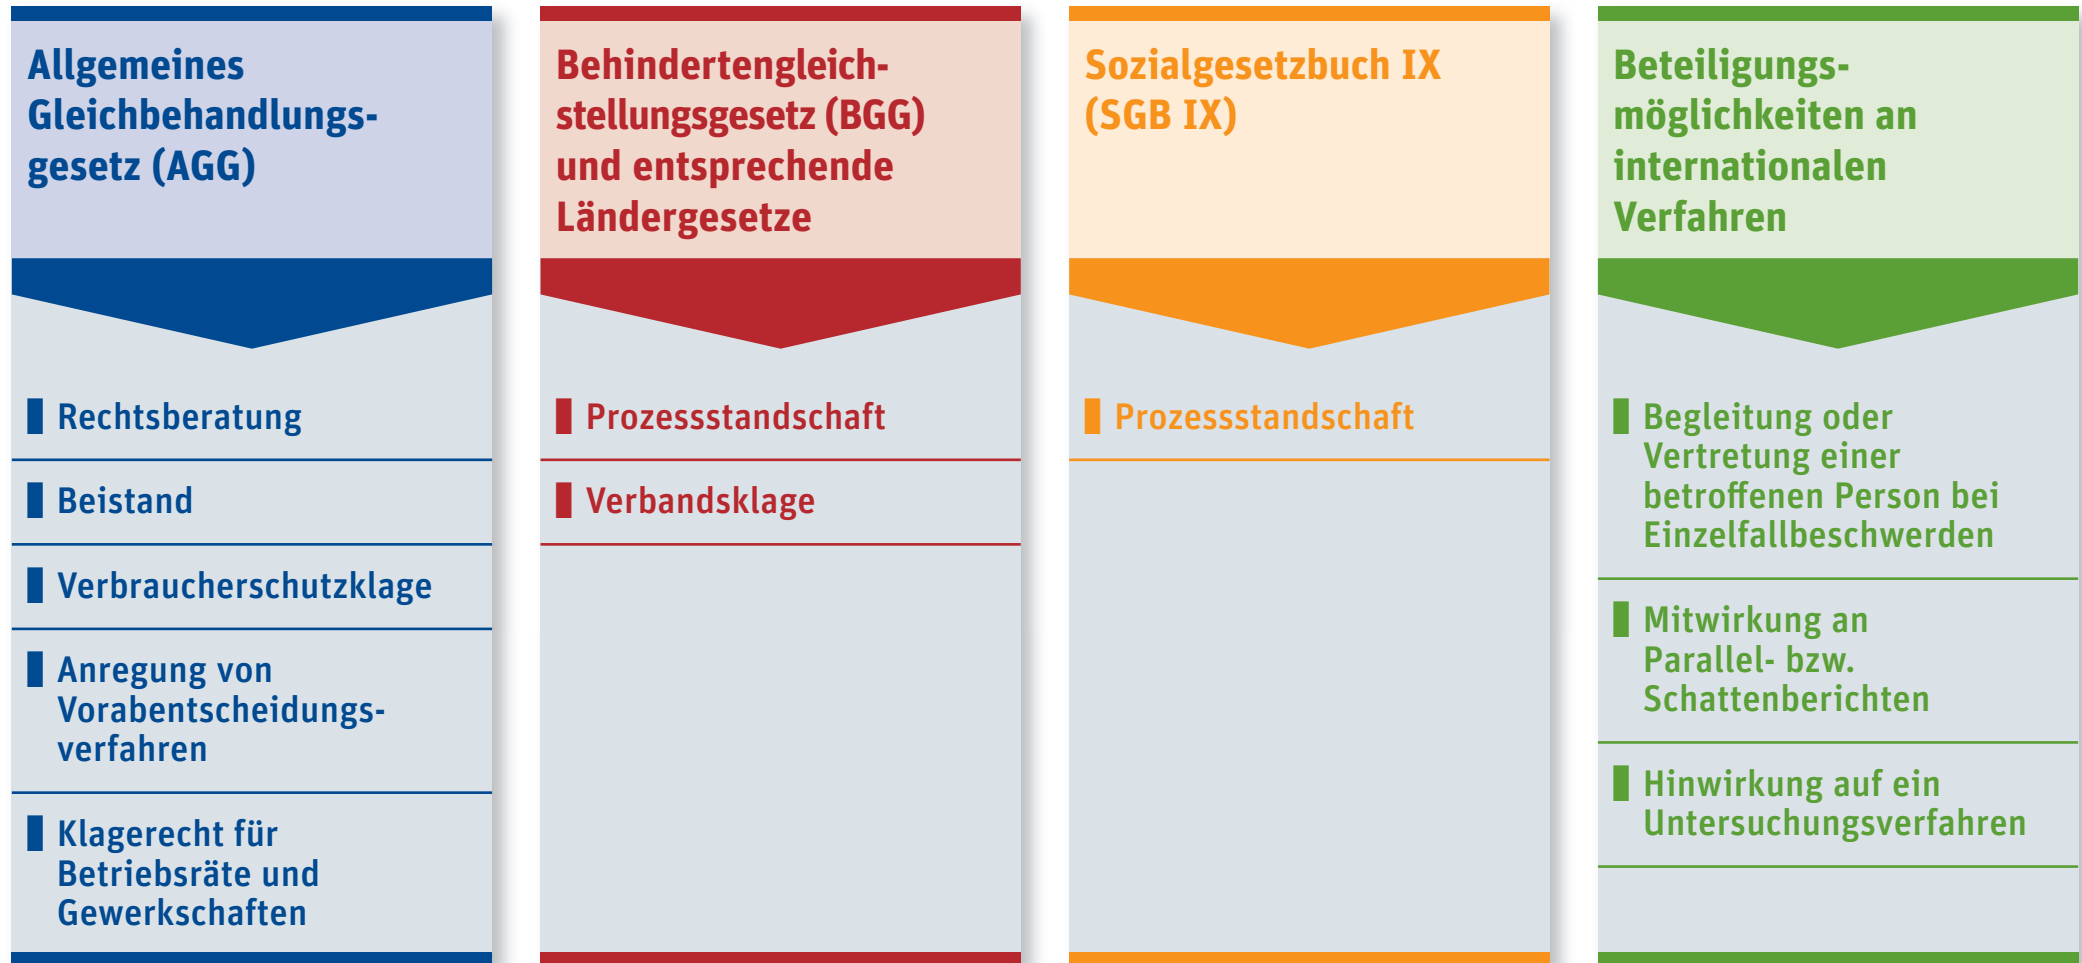 Allgemeines
Gleichbehandlungs-
gesetz (AGG)
Rechtsberatung
Beistand
Verbraucherschutzklage
Anregung von
Vorabentscheidungs-
verfahren
Klagerecht für
Betriebsräte und
Gewerkschaften
Behindertengleich-
stellungsgesetz (BGG)
und entsprechende
Ländergesetze
Prozessstandschaft
Verbandsklage
Sozialgesetzbuch IX
(SGB IX)
Prozessstandschaft
Beteiligungs-
möglichkeiten an
internationalen
Verfahren
Begleitung oder
Vertretung einer
betroffenen Person bei
Einzelfallbeschwerden
Mitwirkung an
Parallel- bzw.
Schattenberichten
Hinwirkung auf ein
Untersuchungsverfahren